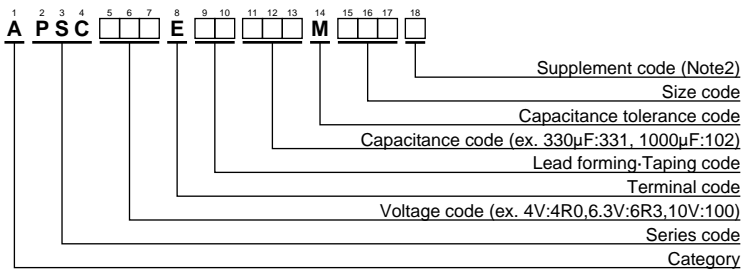 1 2 3 4 5 6 7 8 9 10 11 12 13 14 15 16 17 18
A P S C □□□ E □□ □□□ M □□□ □
Supplement code (Note2)
Size code
Capacitance tolerance code
Capacitance code (ex. 330µF:331, 1000µF:102)
Lead forming·Taping code
Terminal code
Voltage code (ex. 4V:4R0,6.3V:6R3,10V:100)
Series code
Category